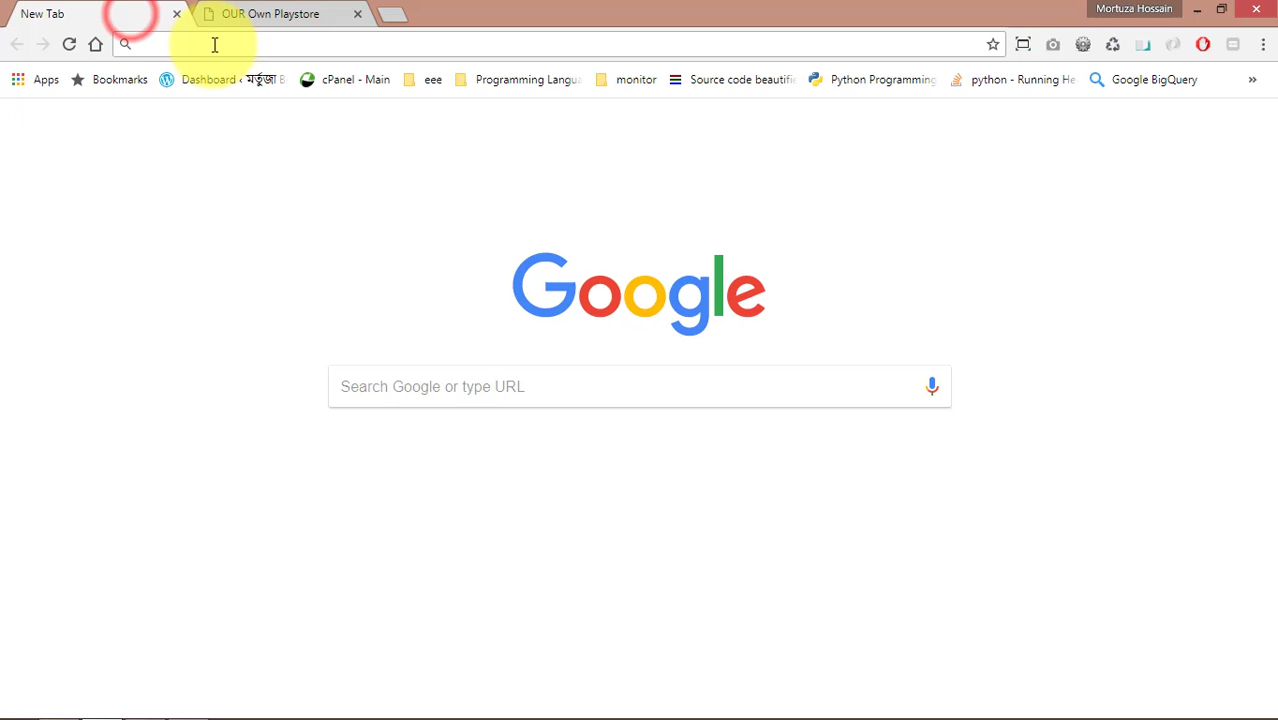 New Tab OUR Own Playstore Mortuza Hossain
Apps Bookmarks Dashboard ‹ মর্তুজা B cPanel - Main eee Programming Langu monitor Source code beautifi Python Programming python - Running He Google BigQuery »
Google
Search Google or type URL